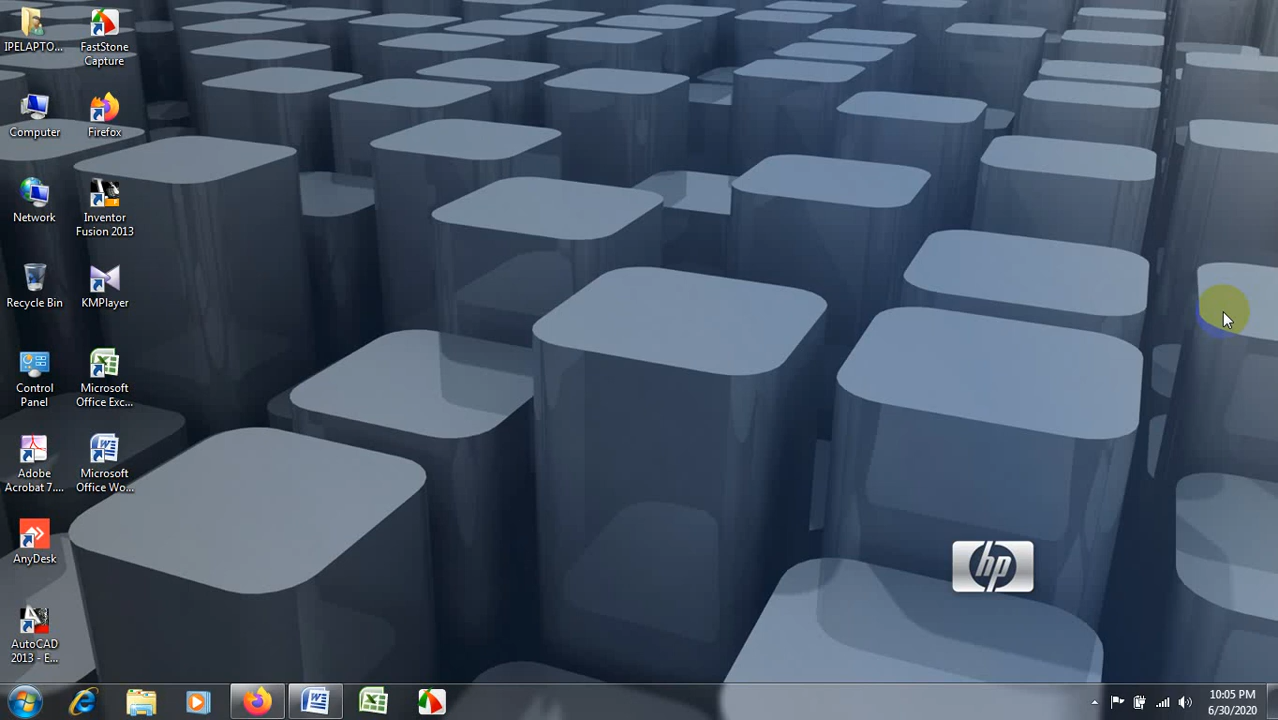 IPELAPTO...
FastStone
Capture
Computer
Firefox
Network
Inventor
Fusion 2013
Recycle Bin
KMPlayer
Control
Panel
Microsoft
Office Exc...
Adobe
Acrobat 7....
Microsoft
Office Wo...
AnyDesk
AutoCAD
2013 - E...
hp
10:05 PM
6/30/2020